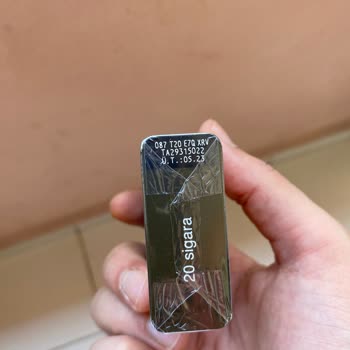 087 T20 E7Q XRV
TA29315022
Ü.T.:05.23
20 sigara